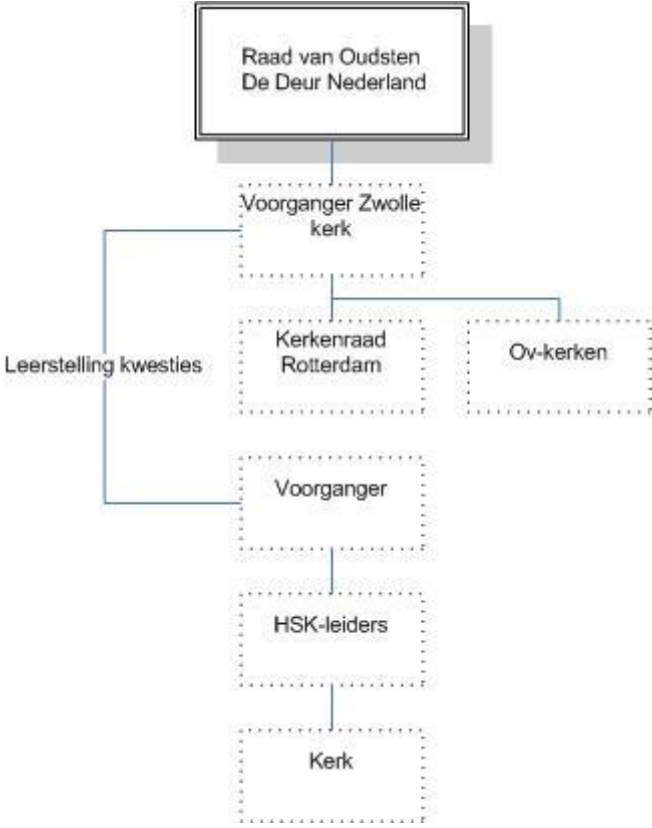 Raad van Oudsten
De Deur Nederland
Voorganger Zwolle
kerk
Kerkenraad
Rotterdam
Ov-kerken
Leerstelling kwesties
Voorganger
HSK-leiders
Kerk